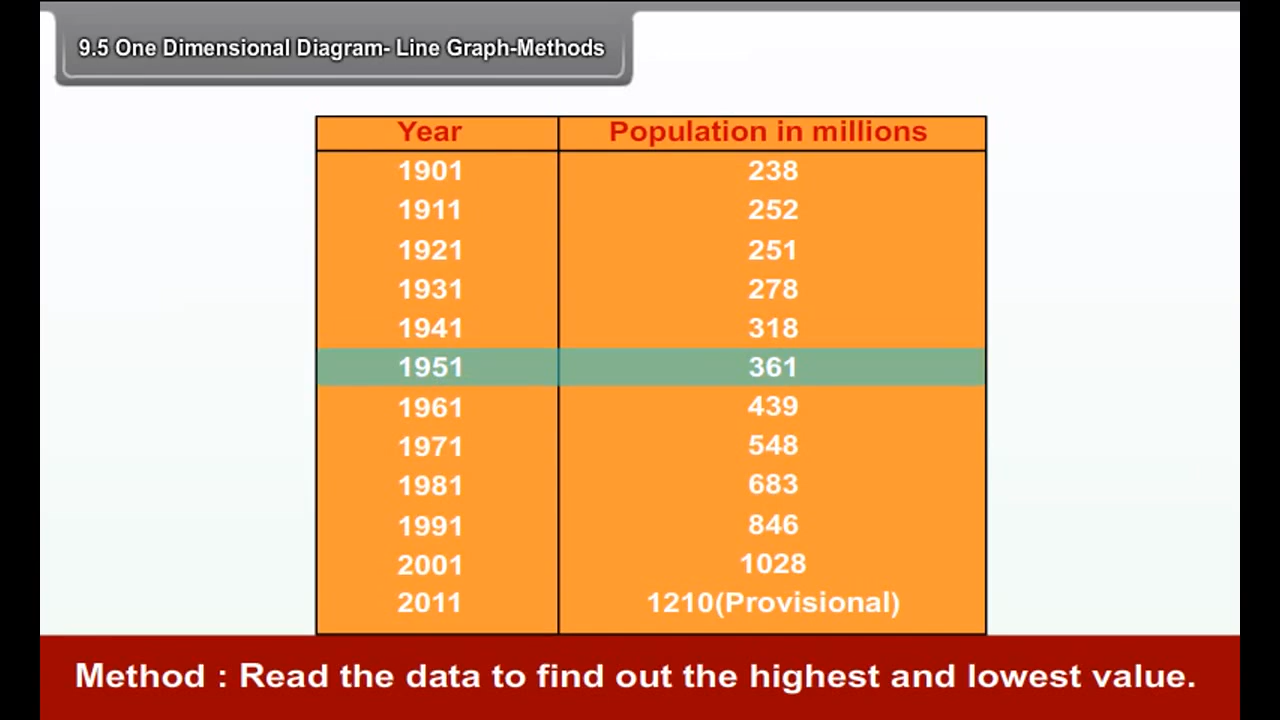 9.5 One Dimensional Diagram- Line Graph-Methods
Year Population in millions
1901 238
1911 252
1921 251
1931 278
1941 318
1951 361
1961 439
1971 548
1981 683
1991 846
2001 1028
2011 1210(Provisional)
Method : Read the data to find out the highest and lowest value.